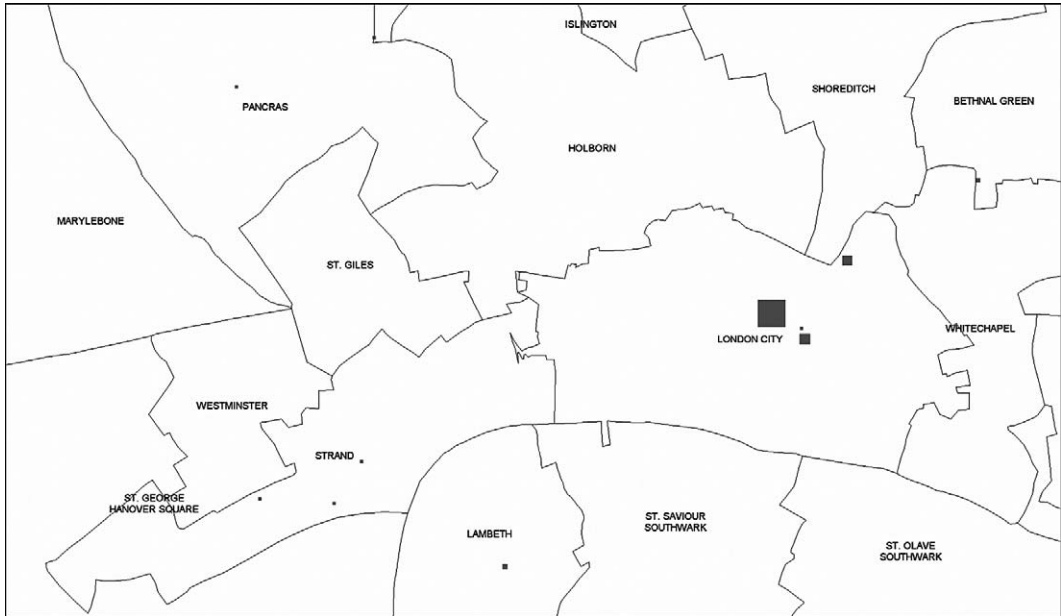 ISLINGTON
SHOREDITCH
BETHNAL GREEN
PANCRAS
HOLBORN
MARYLEBONE
ST. GILES
WHITECHAPEL
LONDON CITY
WESTMINSTER
STRAND
ST. GEORGE
HANOVER SQUARE
LAMBETH
ST. SAVIOUR
SOUTHWARK
ST. OLAVE
SOUTHWARK